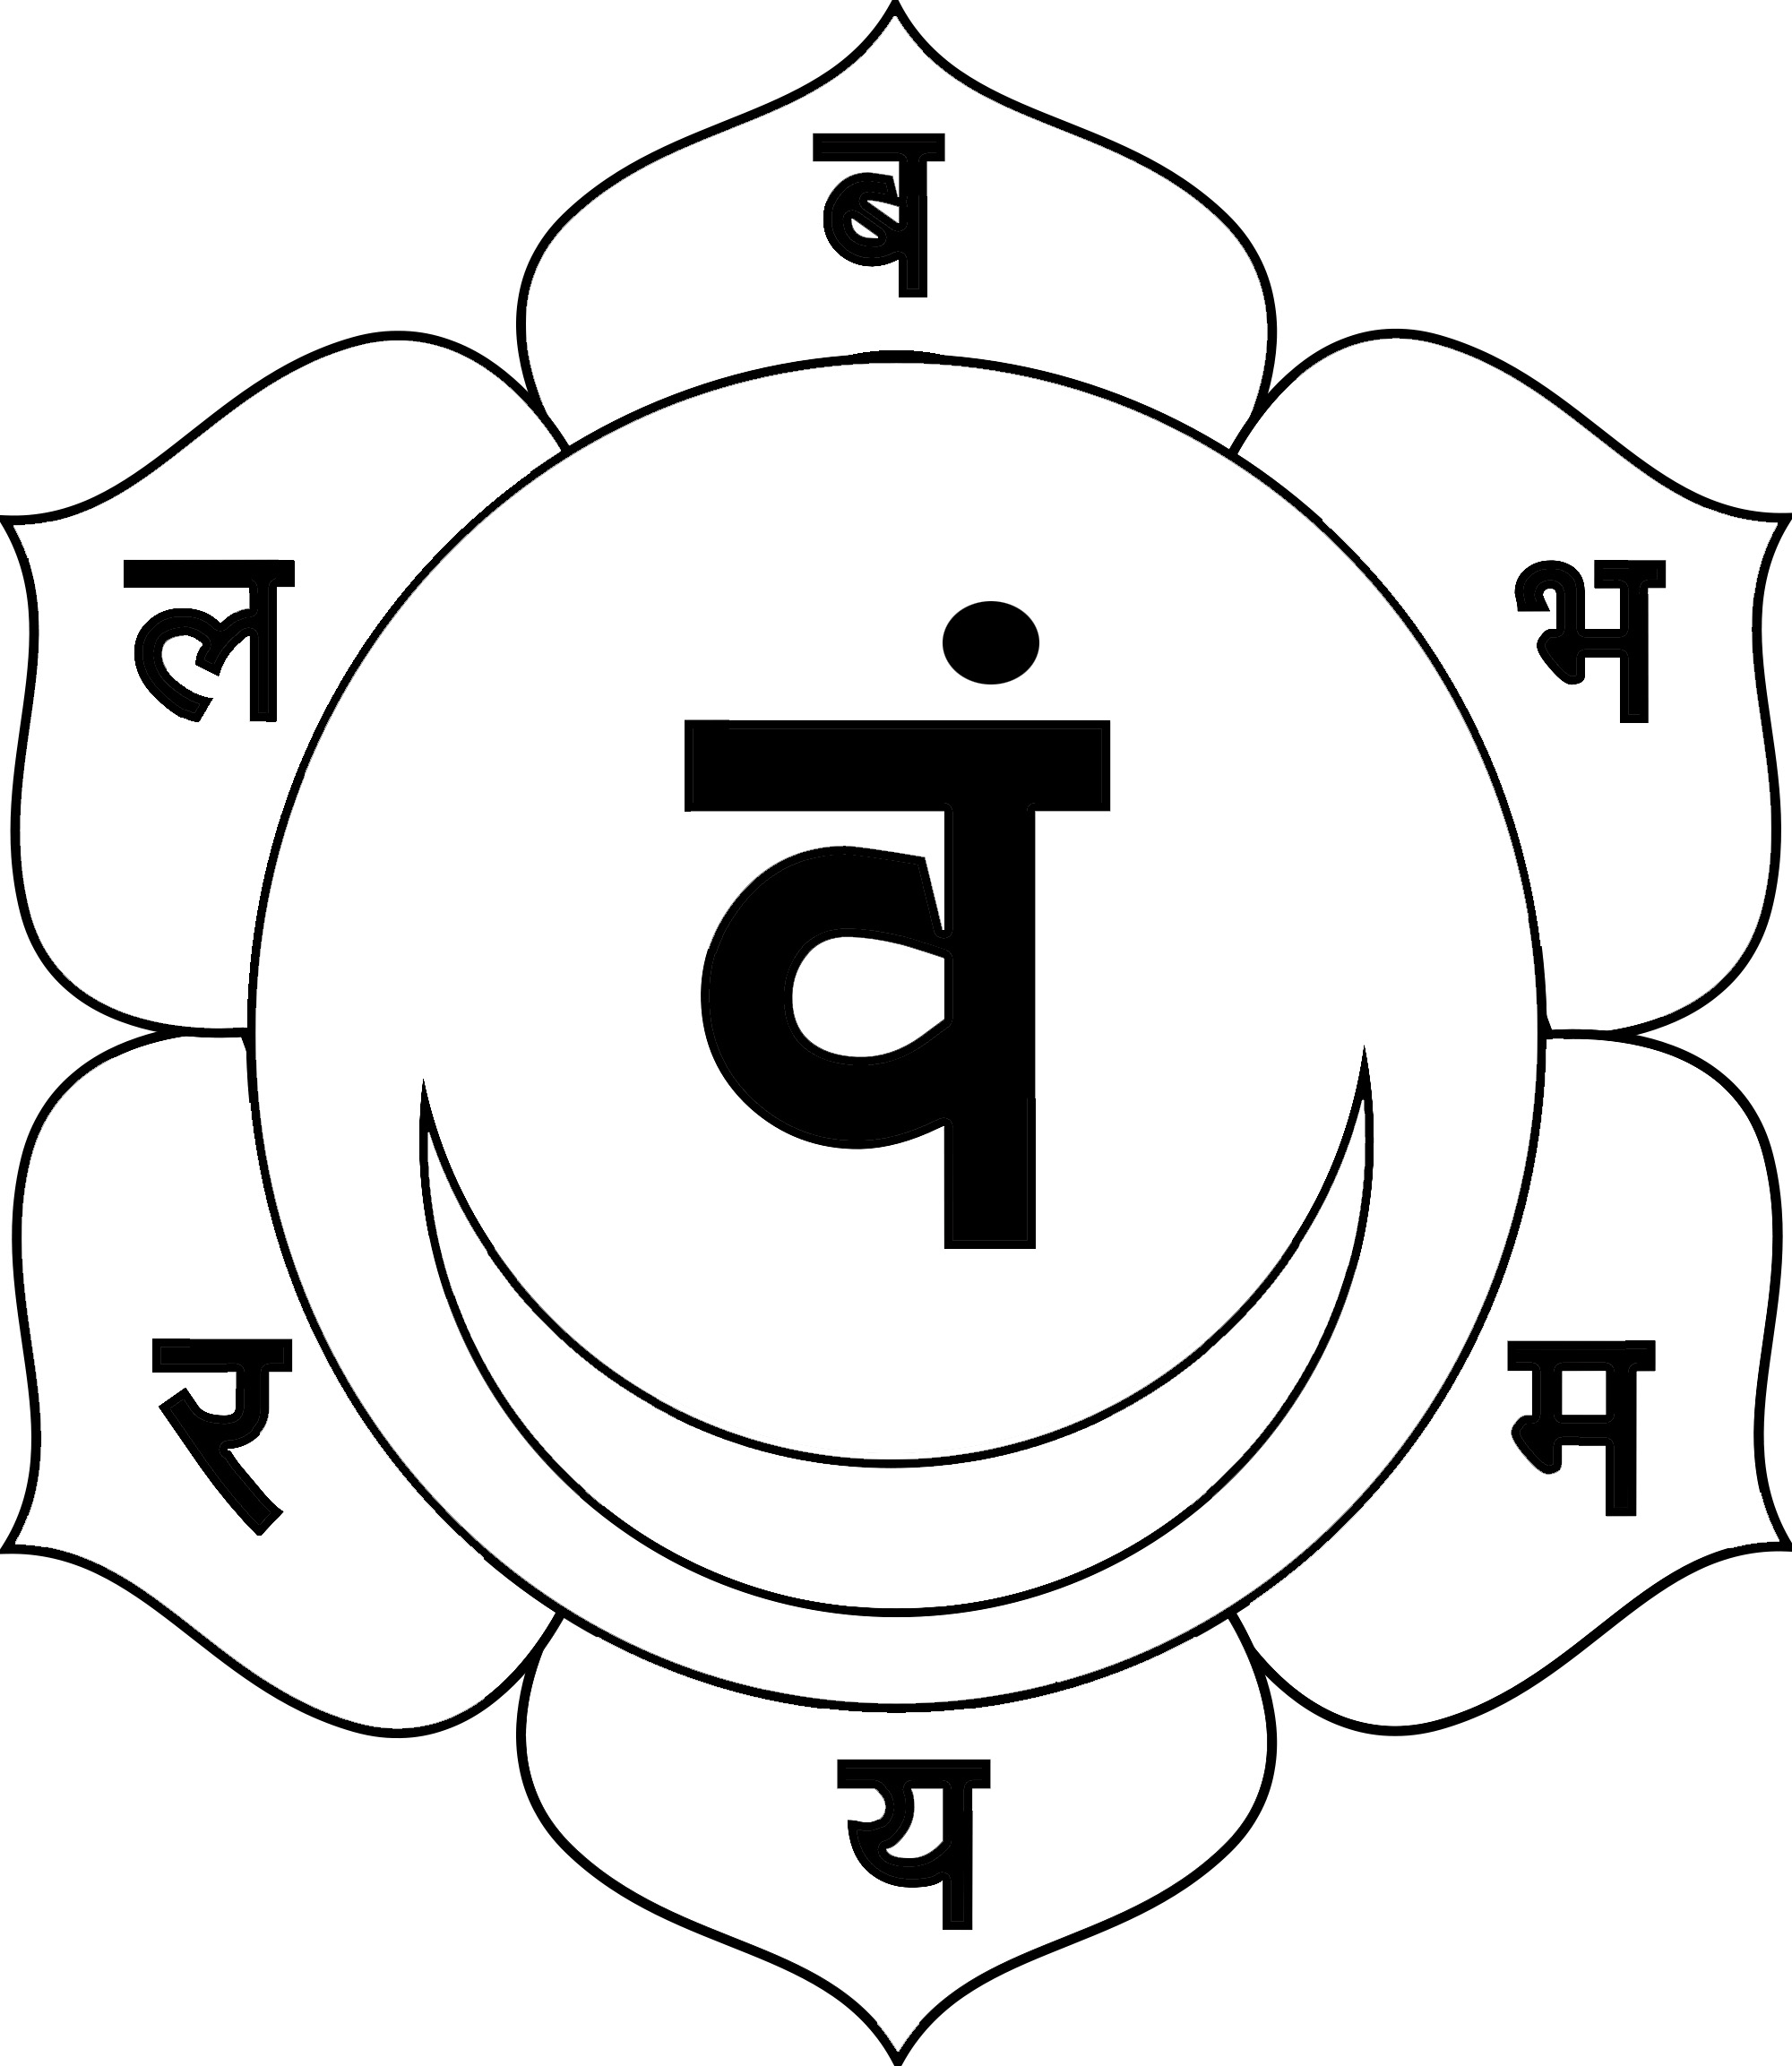 ब
ल
भ
वं
र
म
य